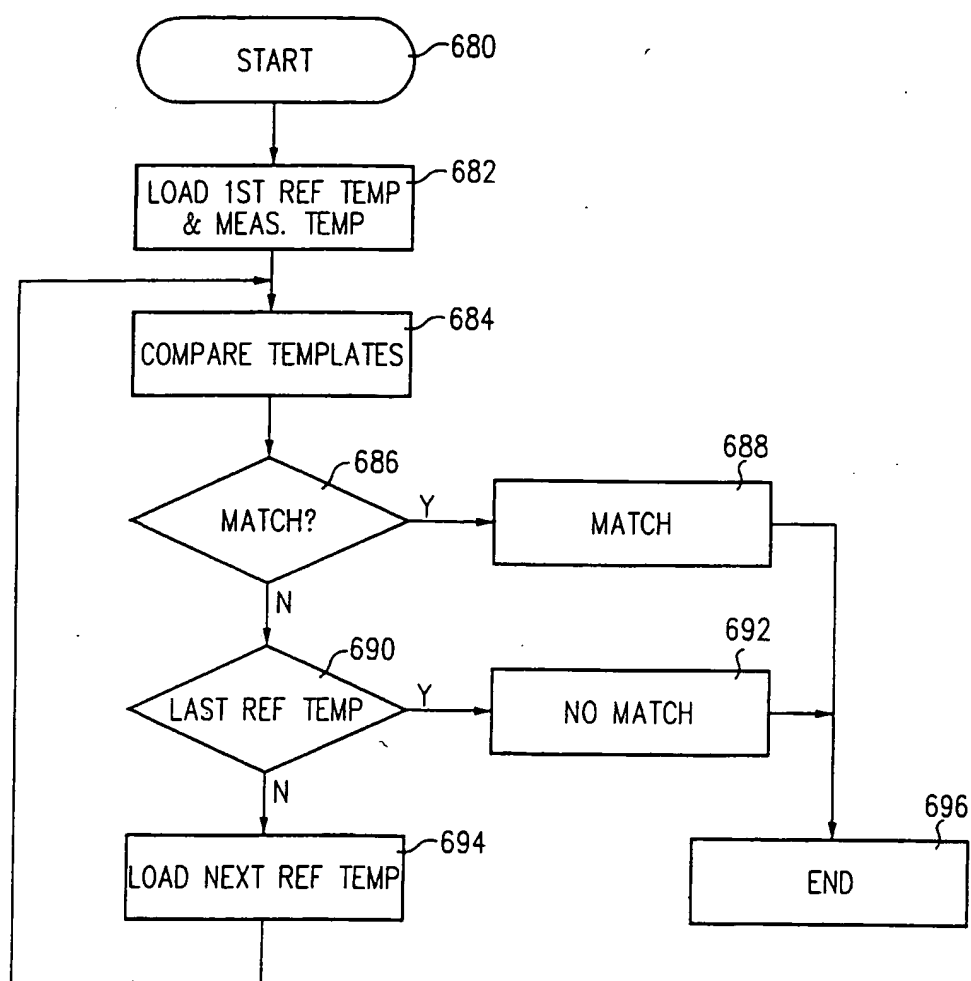 START
680
LOAD 1ST REF TEMP
& MEAS. TEMP
682
COMPARE TEMPLATES
684
MATCH?
686
Y
MATCH
688
N
LAST REF TEMP
690
Y
NO MATCH
692
N
LOAD NEXT REF TEMP
694
END
696